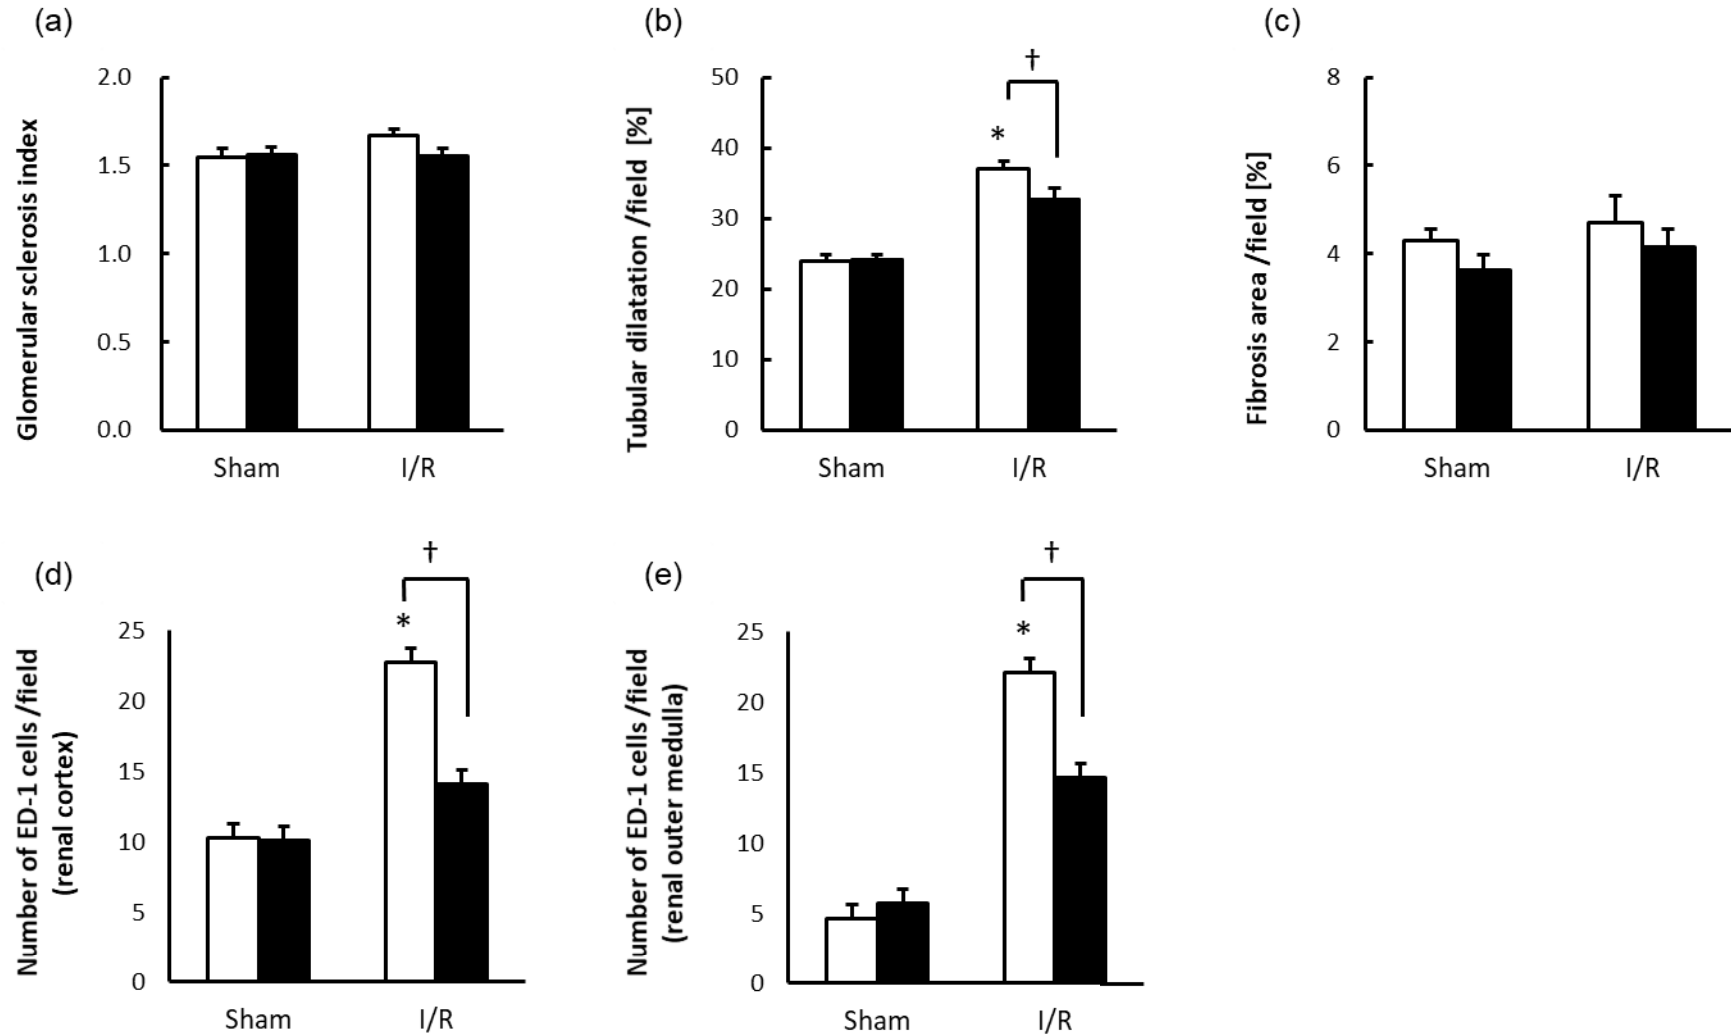 (a)
Glomerular sclerosis index
2.0
1.5
1.0
0.5
0.0
Sham
I/R
(b)
Tubular dilatation /field [%]
50
40
30
20
10
0
*
†
Sham
I/R
(c)
Fibrosis area /field [%]
8
6
4
2
0
Sham
I/R
(d)
Number of ED-1 cells /field
(renal cortex)
25
20
15
10
5
0
*
†
Sham
I/R
(e)
Number of ED-1 cells /field
(renal outer medulla)
25
20
15
10
5
0
*
†
Sham
I/R